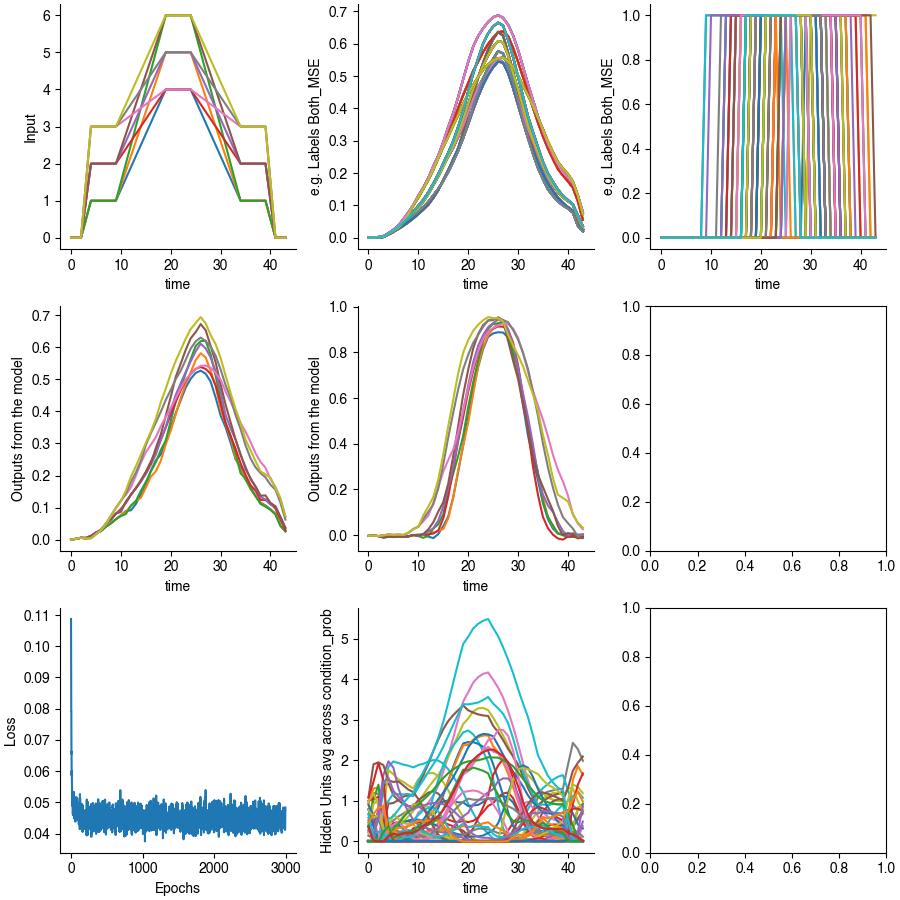 6
5
4
3
2
1
0
Input
0 10 20 30 40
time
0.7
0.6
0.5
0.4
0.3
0.2
0.1
0.0
e.g. Labels Both_MSE
0 10 20 30 40
time
1.0
0.8
0.6
0.4
0.2
0.0
e.g. Labels Both_MSE
0 20 40
time
0.7
0.6
0.5
0.4
0.3
0.2
0.1
0.0
Outputs from the model
0 10 20 30 40
time
1.0
0.8
0.6
0.4
0.2
0.0
Outputs from the model
0 10 20 30 40
time
1.0
0.8
0.6
0.4
0.2
0.0
0.0 0.2 0.4 0.6 0.8 1.0
0.11
0.10
0.09
0.08
0.07
0.06
0.05
0.04
Loss
0 1000 2000 3000
Epochs
5
4
3
2
1
0
Hidden Units avg across condition_prob
0 10 20 30 40
time
1.0
0.8
0.6
0.4
0.2
0.0
0.0 0.2 0.4 0.6 0.8 1.0